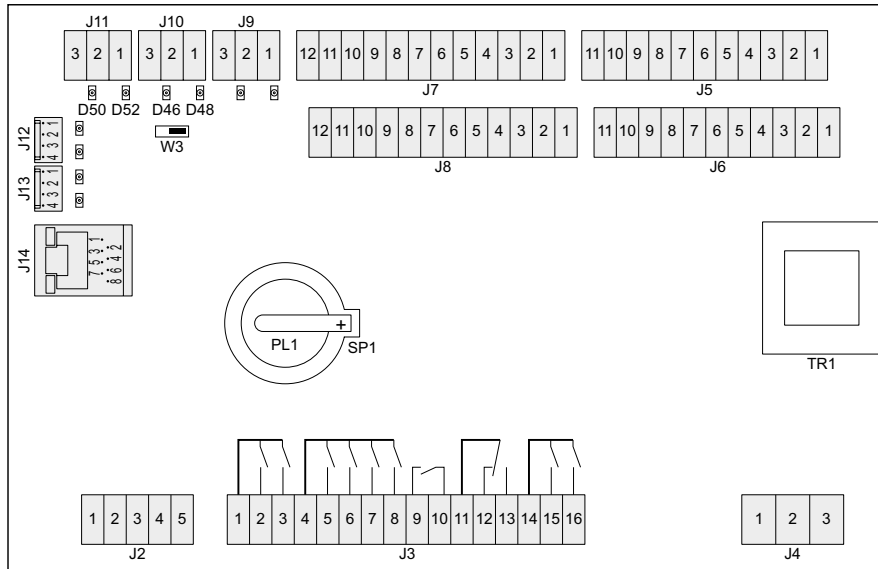 J11 J10 J9
3 2 1 3 2 1 3 2 1 12 11 10 9 8 7 6 5 4 3 2 1 11 10 9 8 7 6 5 4 3 2 1
J7 J5
D50 D52 D46 D48
W3
12 11 10 9 8 7 6 5 4 3 2 1 11 10 9 8 7 6 5 4 3 2 1
J8 J6
J12
4 3 2 1
J13
4 3 2 1
J14
7 5 3 1
8 6 4 2
+
PL1 SP1
TR1
1 2 3 4 5 1 2 3 4 5 6 7 8 9 10 11 12 13 14 15 16 1 2 3
J2 J3 J4